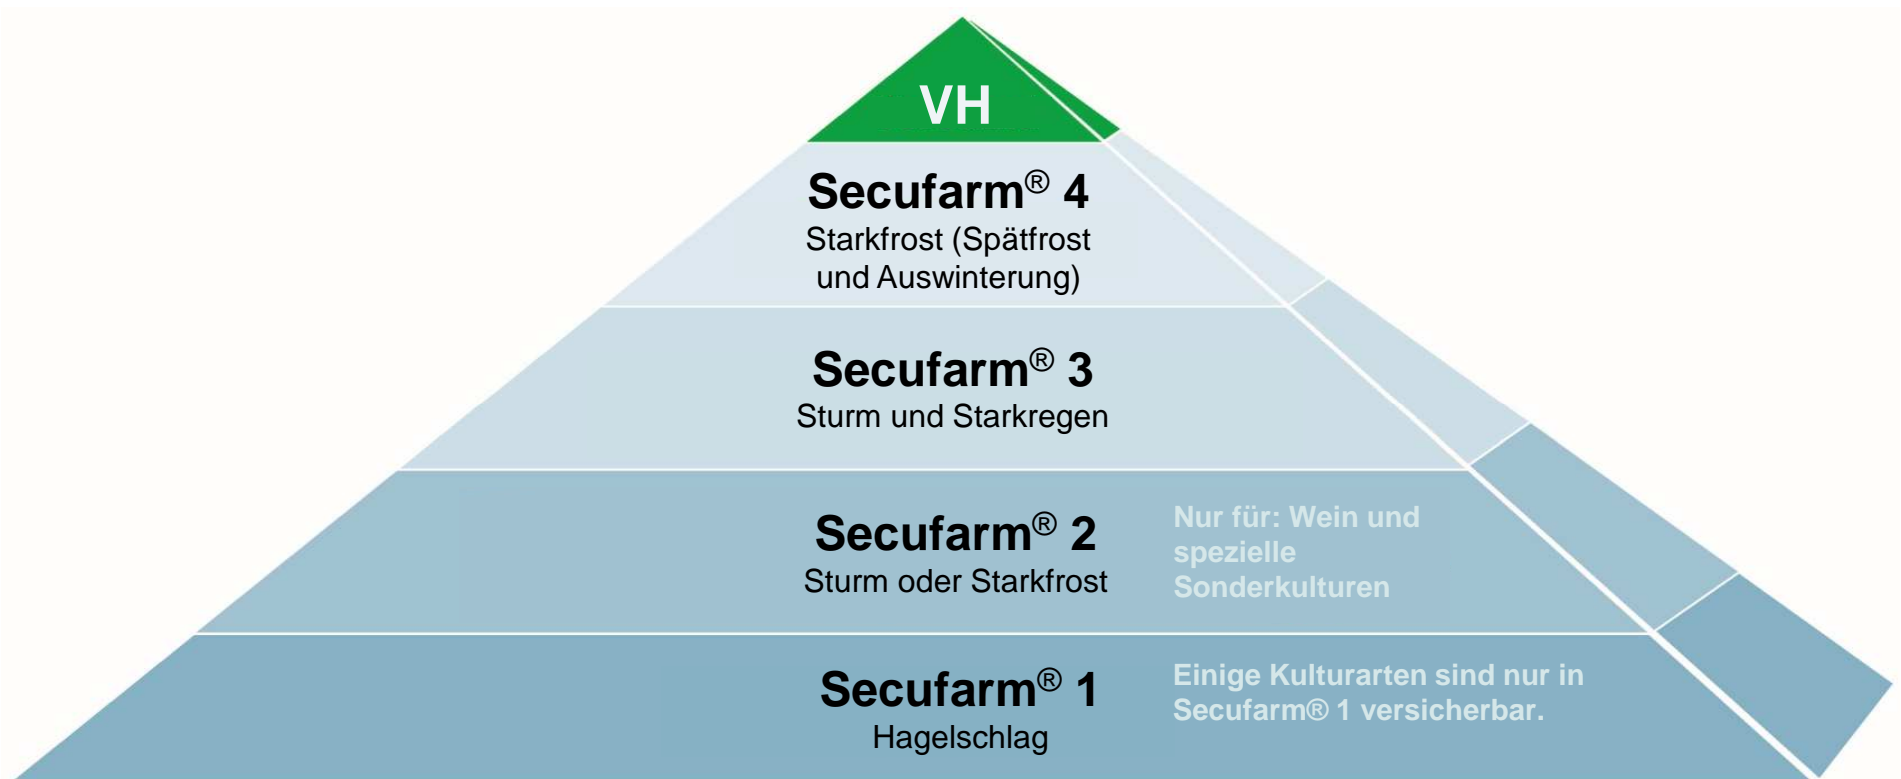 VH
Secufarm® 4
Starkfrost (Spätfrost
und Auswinterung)
Secufarm® 3
Sturm und Starkregen
Secufarm® 2
Sturm oder Starkfrost
Nur für: Wein und
spezielle
Sonderkulturen
Secufarm® 1
Hagelschlag
Einige Kulturarten sind nur in
Secufarm® 1 versicherbar.